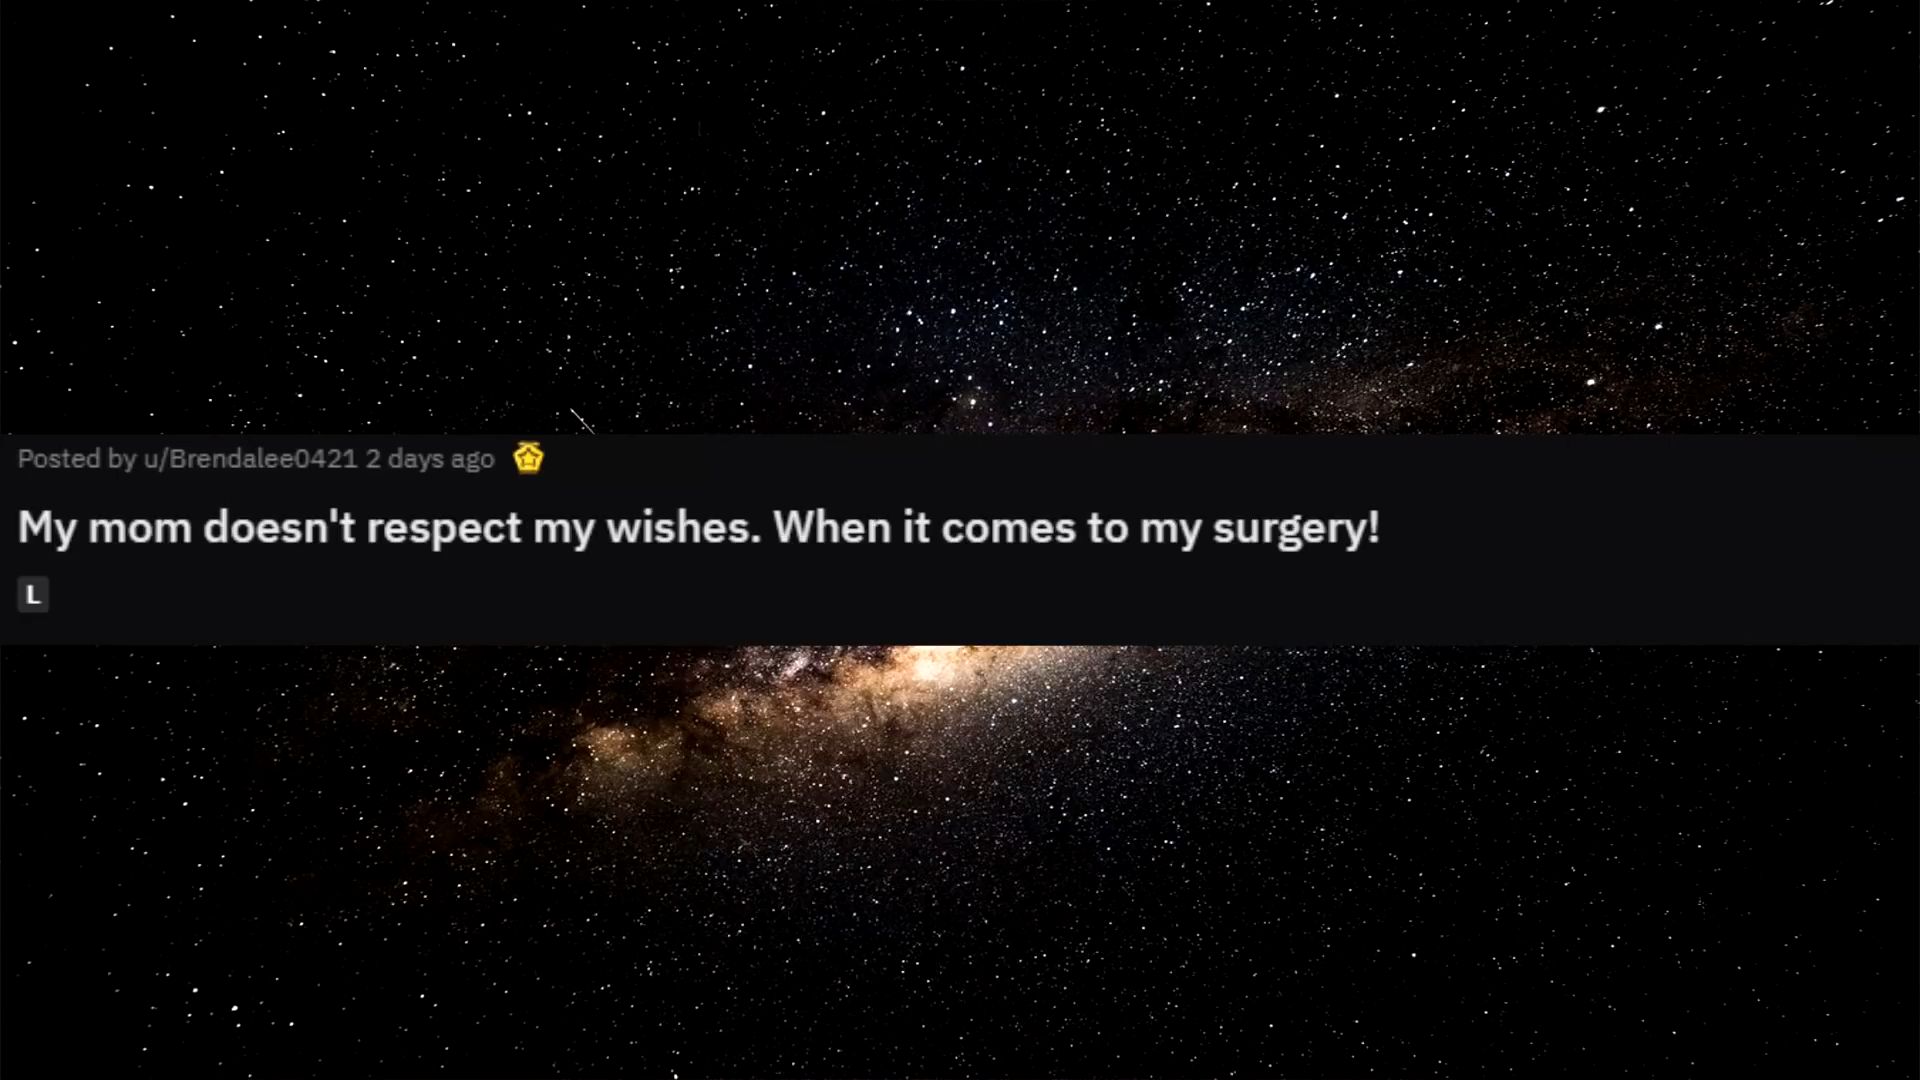 Posted by u/Brendalee0421 2 days ago
My mom doesn't respect my wishes. When it comes to my surgery!
L